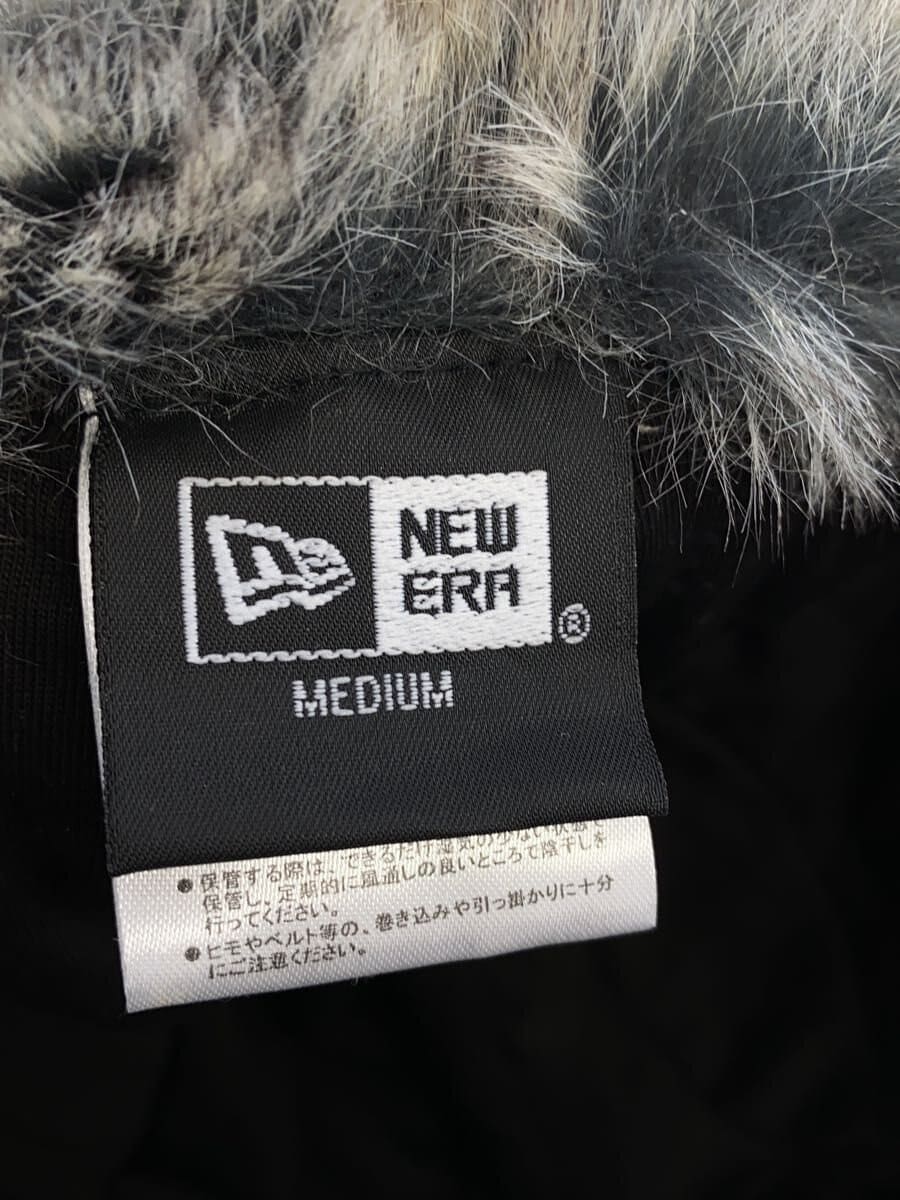 NEW
ERA
®
MEDIUM
● 保管する際は、できるだけ湿気の少ない状態で
保管し、定期的に風通しの良いところで陰干しを
行ってください。
● ヒモやベルト等の、巻き込みや引っ掛かりに十分
にご注意ください。